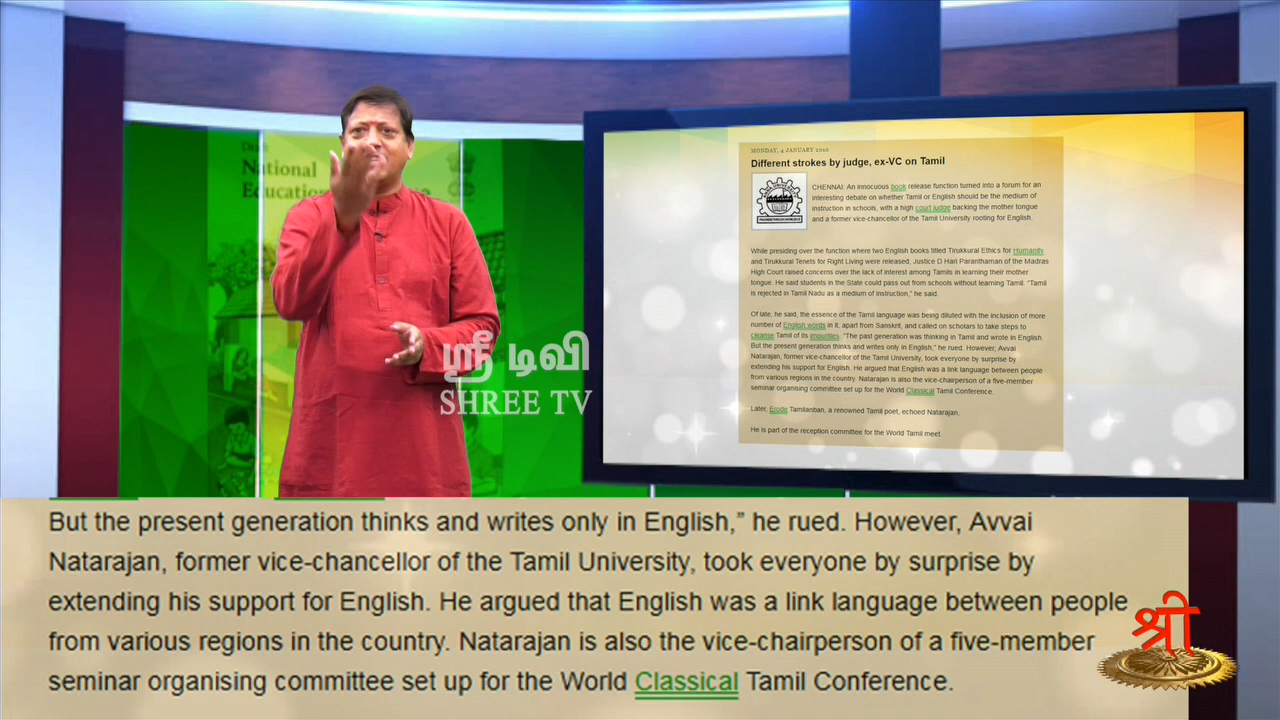 Draft
National
Education
MONDAY, 4 JANUARY 2010
Different strokes by judge, ex-VC on Tamil
CHENNAI: An innocuous book release function turned into a forum for an
interesting debate on whether Tamil or English should be the medium of
instruction in schools, with a high court judge backing the mother tongue
and a former vice-chancellor of the Tamil University rooting for English.
While presiding over the function where two English books titled Tirukkural Ethics for Humanity
and Tirukkural Tenets for Right Living were released, Justice D Hari Paranthaman of the Madras
High Court raised concerns over the lack of interest among Tamils in learning their mother
tongue. He said students in the State could pass out from schools without learning Tamil. "Tamil
is rejected in Tamil Nadu as a medium of instruction," he said.
Of late, he said, the essence of the Tamil language was being diluted with the inclusion of more
number of English words in it, apart from Sanskrit, and called on scholars to take steps to
cleanse Tamil of its impurities. "The past generation was thinking in Tamil and wrote in English.
But the present generation thinks and writes only in English," he rued. However, Avvai
Natarajan, former vice-chancellor of the Tamil University, took everyone by surprise by
extending his support for English. He argued that English was a link language between people
from various regions in the country. Natarajan is also the vice-chairperson of a five-member
seminar organising committee set up for the World Classical Tamil Conference.
Later, Erode Tamilanban, a renowned Tamil poet, echoed Natarajan.
He is part of the reception committee for the World Tamil meet.
ஸ்ரீ டிவி
SHREE TV
But the present generation thinks and writes only in English,” he rued. However, Avvai
Natarajan, former vice-chancellor of the Tamil University, took everyone by surprise by
extending his support for English. He argued that English was a link language between people
from various regions in the country. Natarajan is also the vice-chairperson of a five-member
seminar organising committee set up for the World Classical Tamil Conference.
श्री